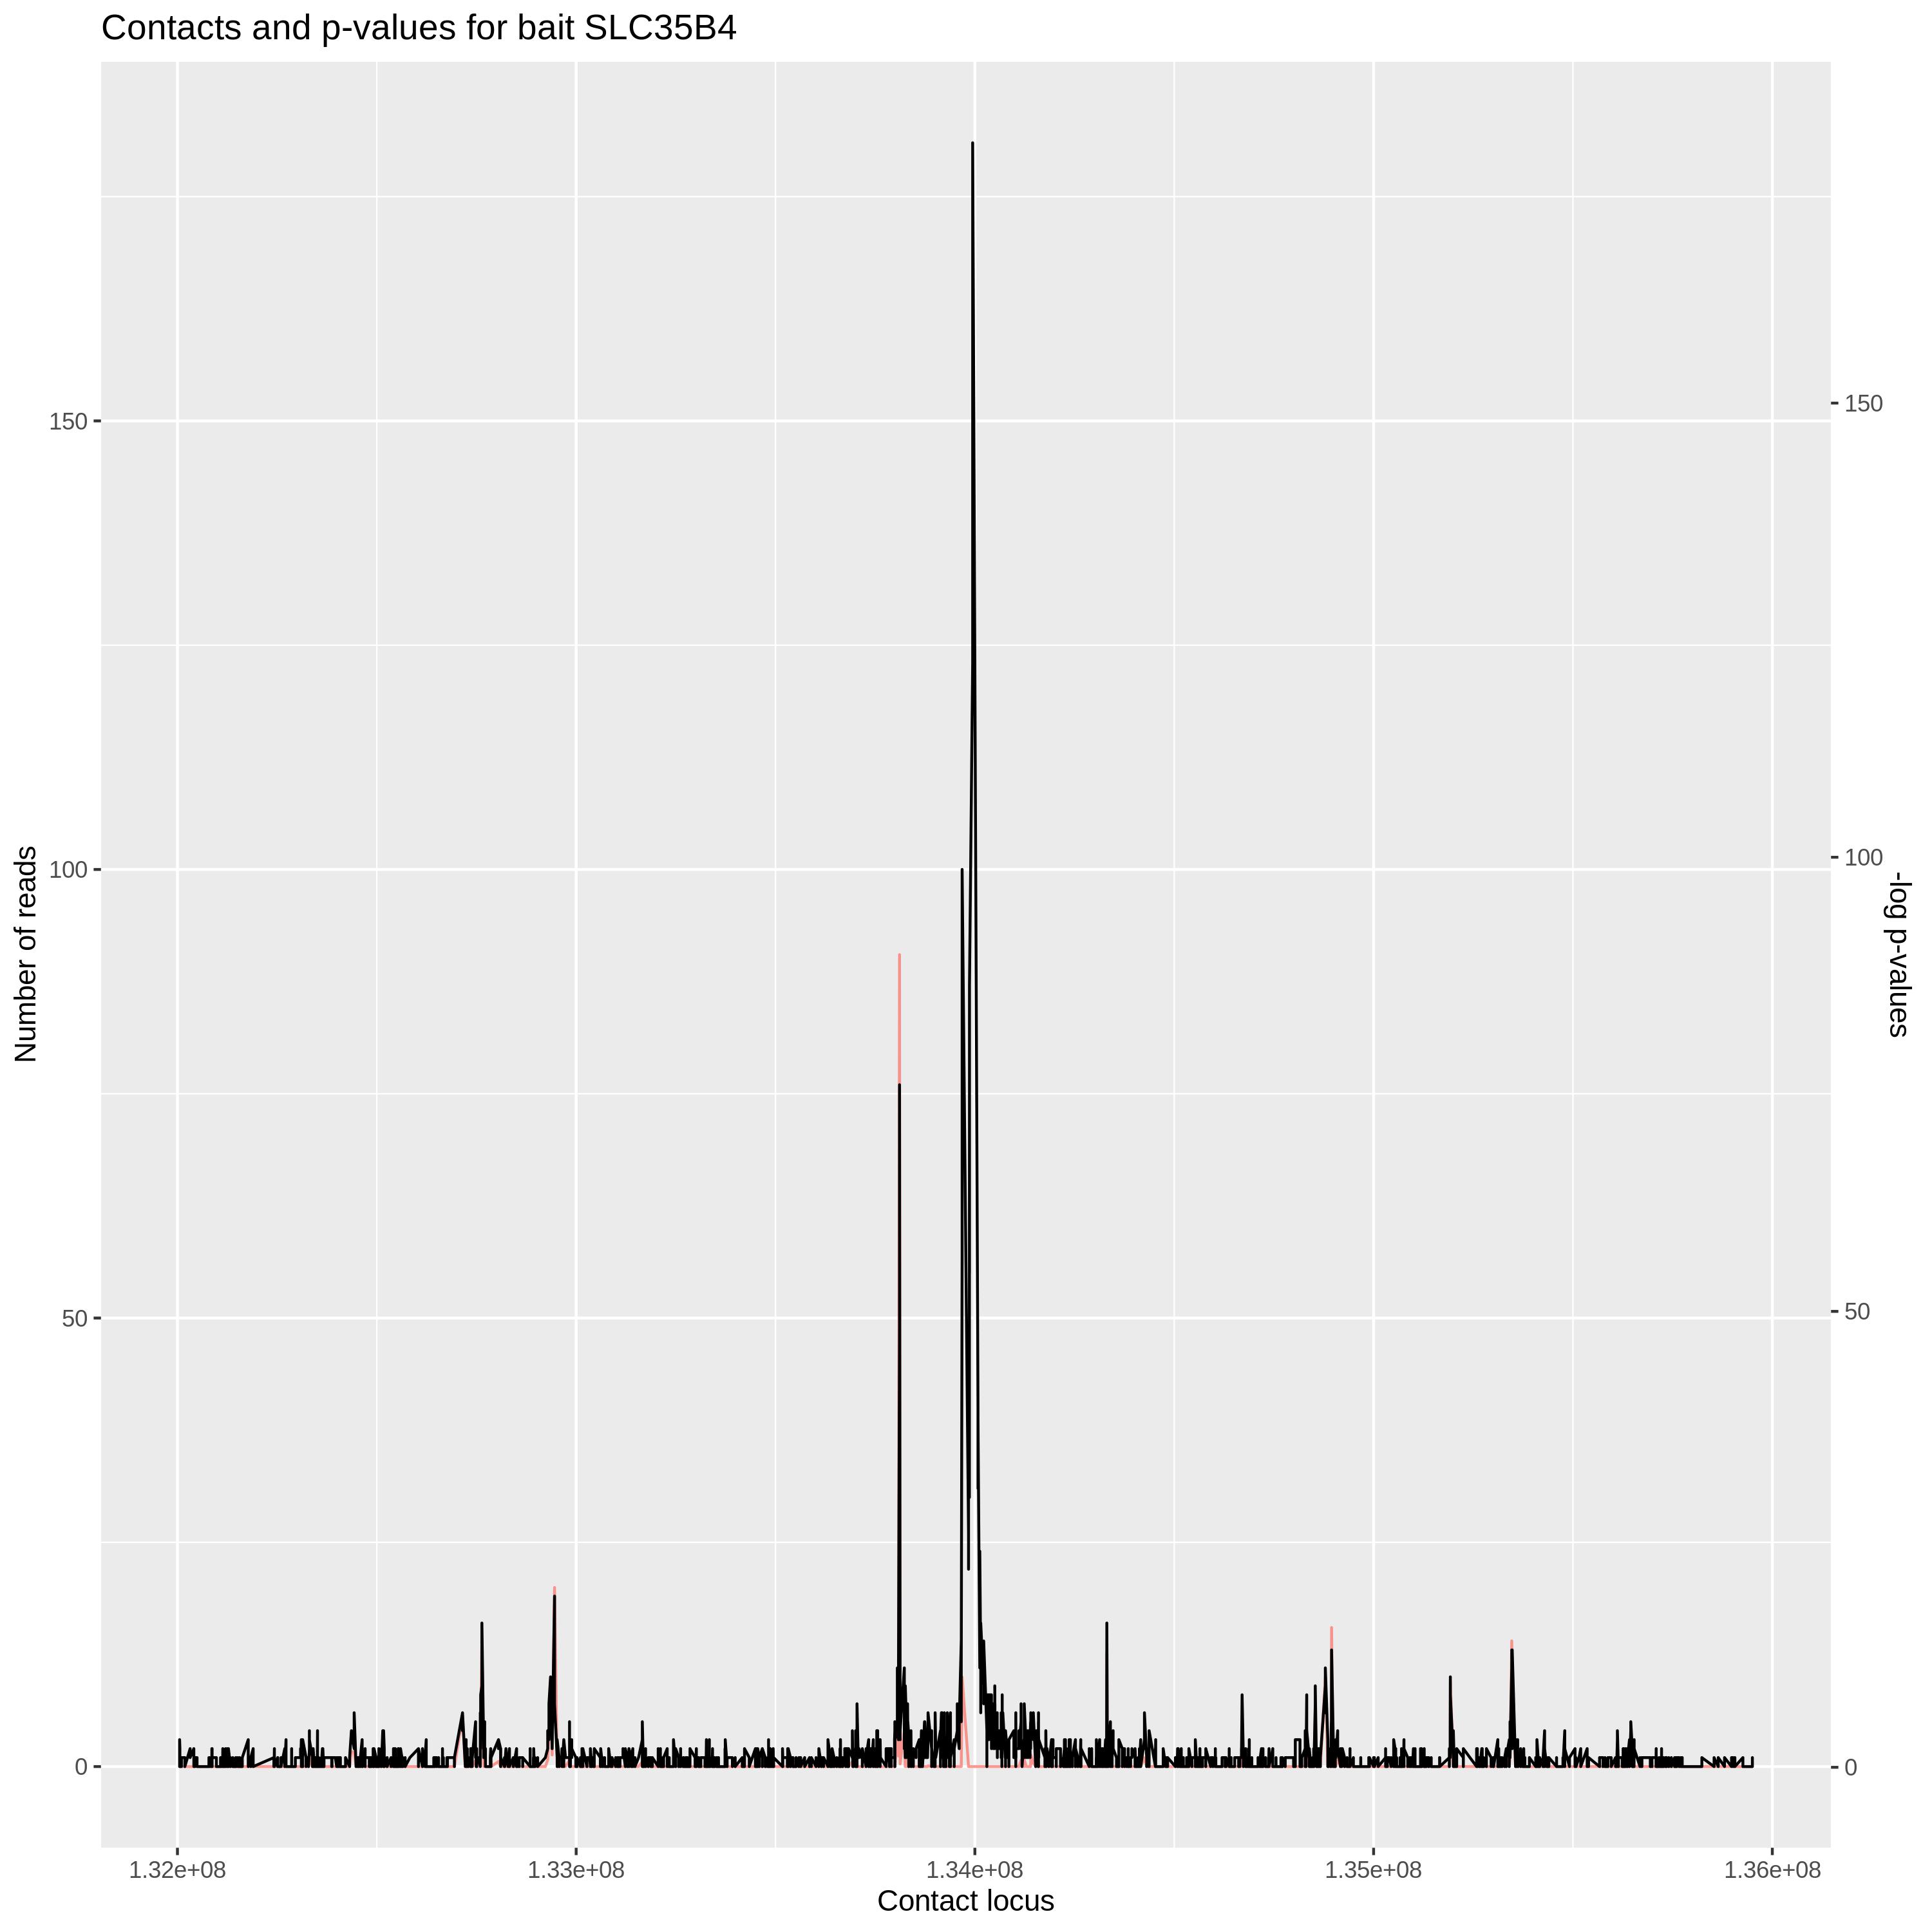 Contacts and p-values for bait SLC35B4
Number of reads
150
100
50
0
150
100
50
0
-log p-values
1.32e+08
1.33e+08
1.34e+08
1.35e+08
1.36e+08
Contact locus